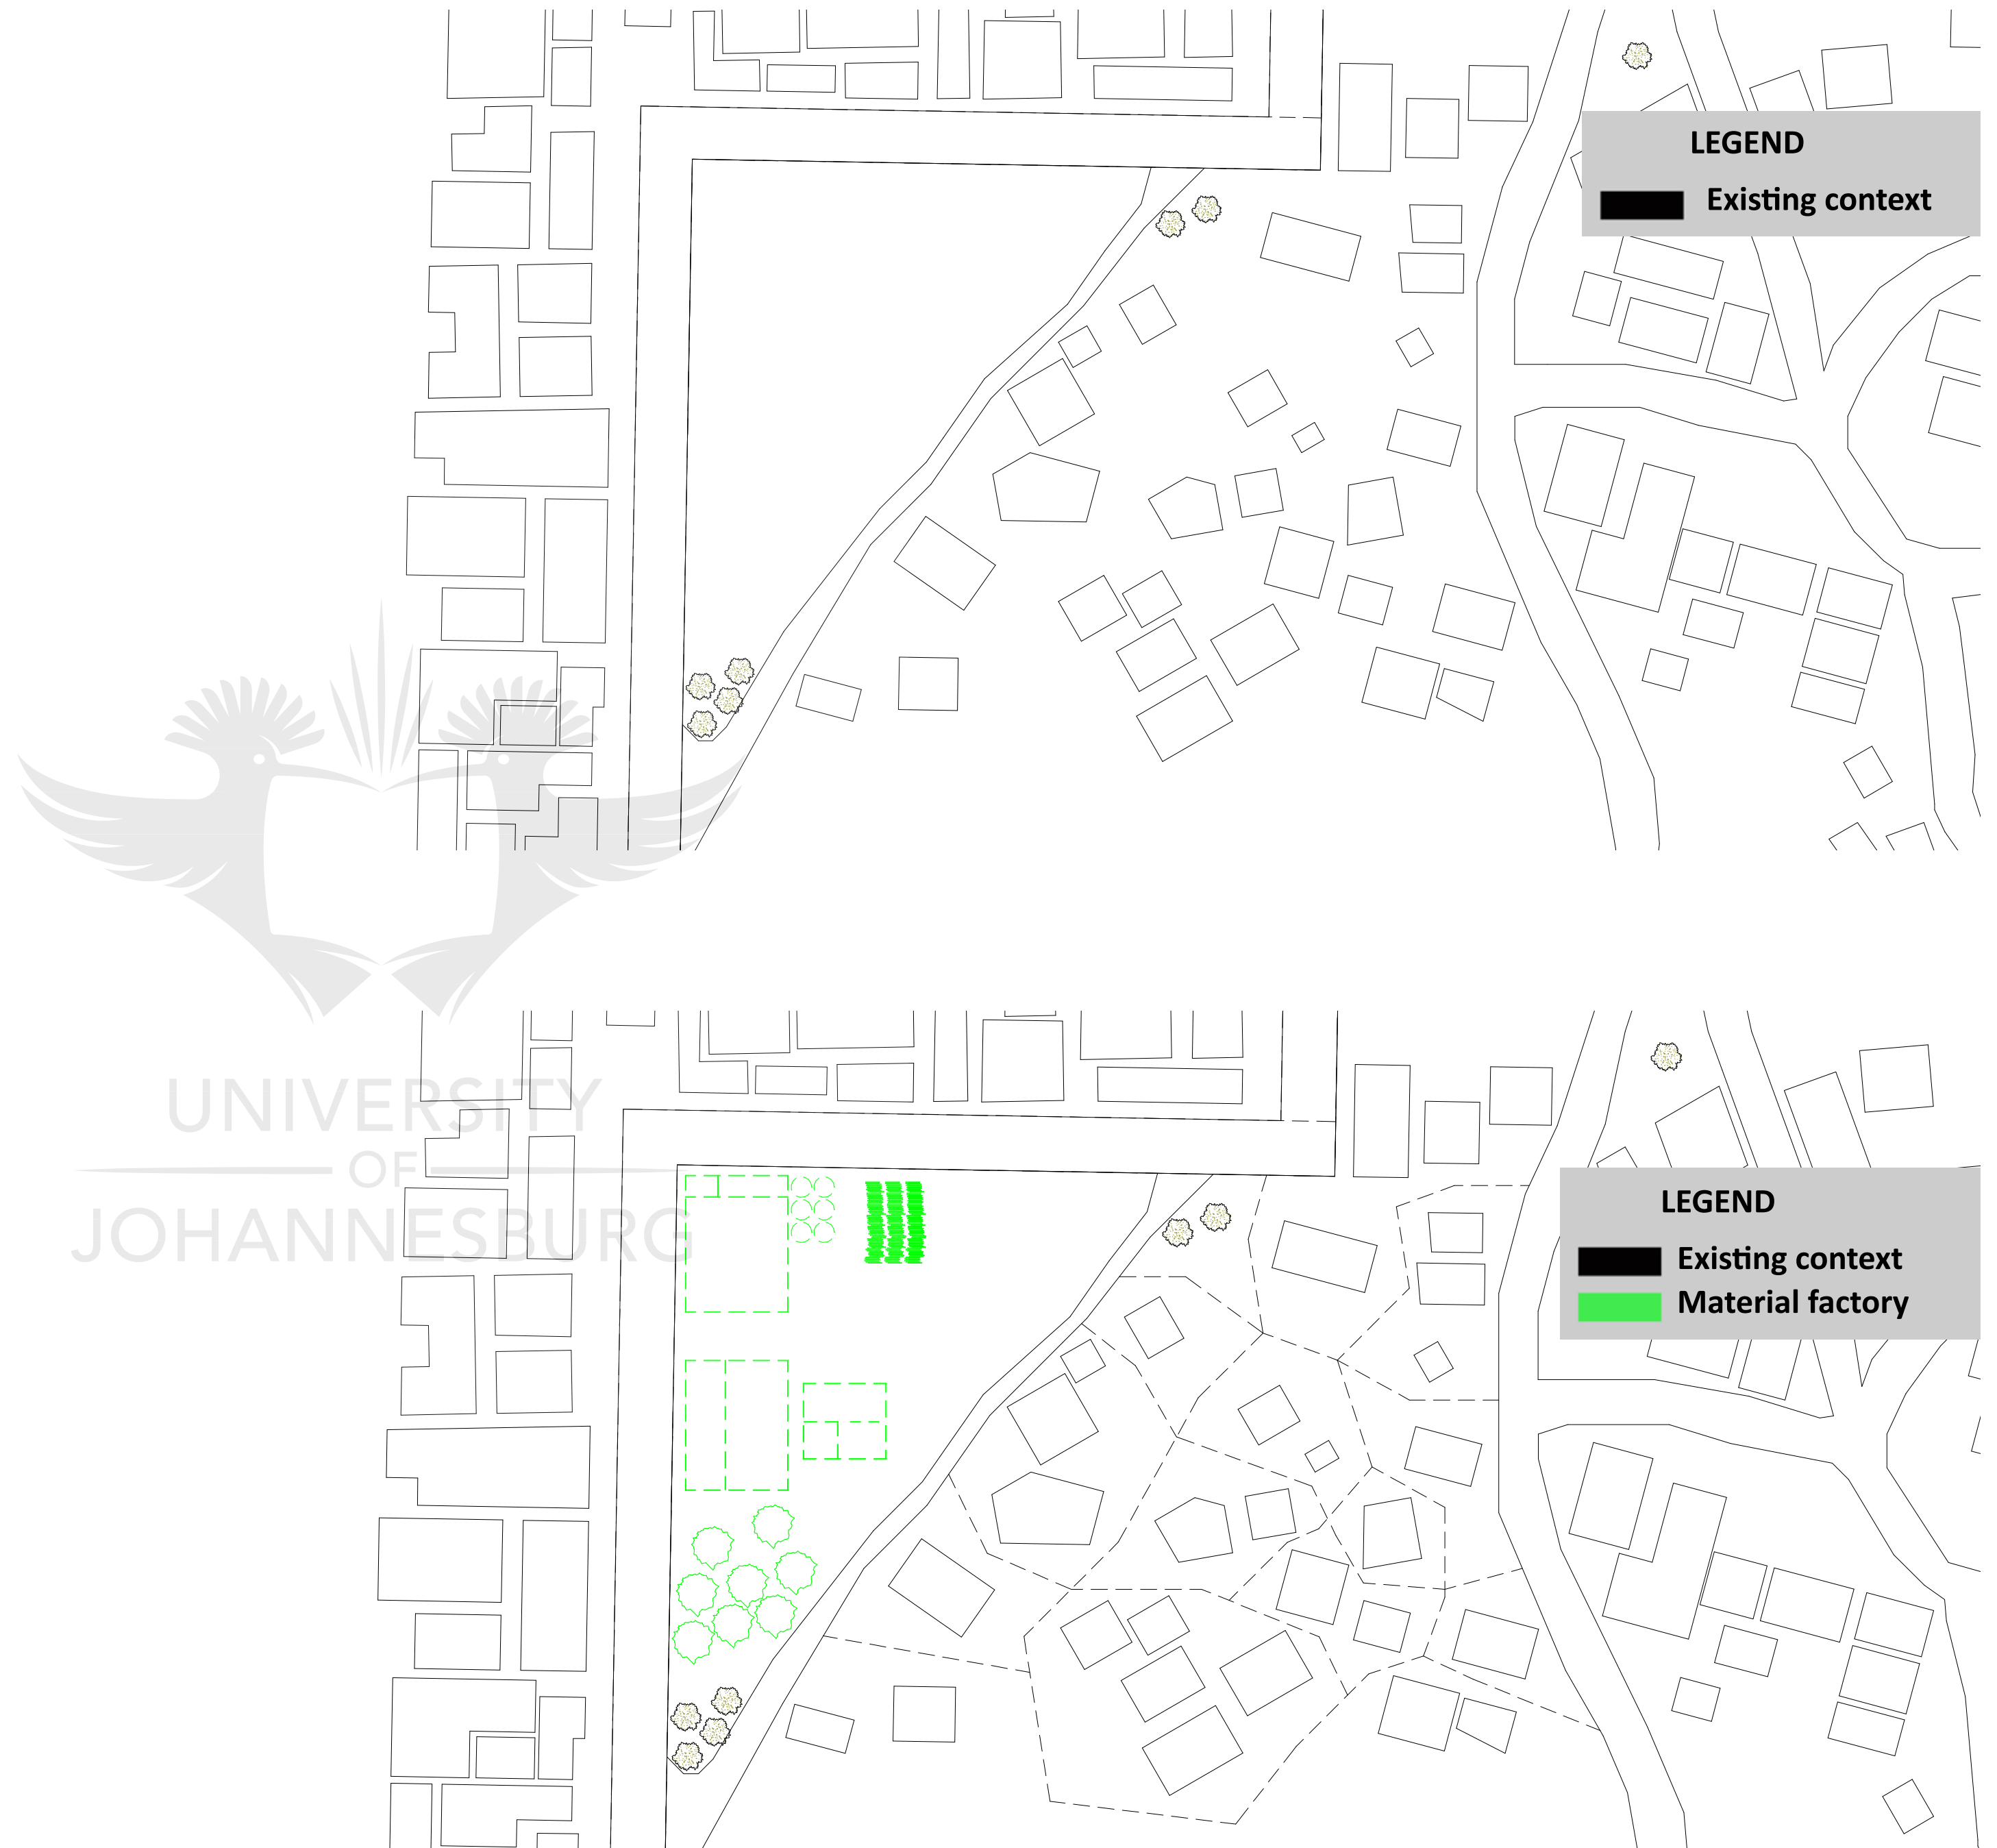 LEGEND
Existing context
UNIVERSITY
OF
JOHANNESBURG
LEGEND
Existing context
Material factory